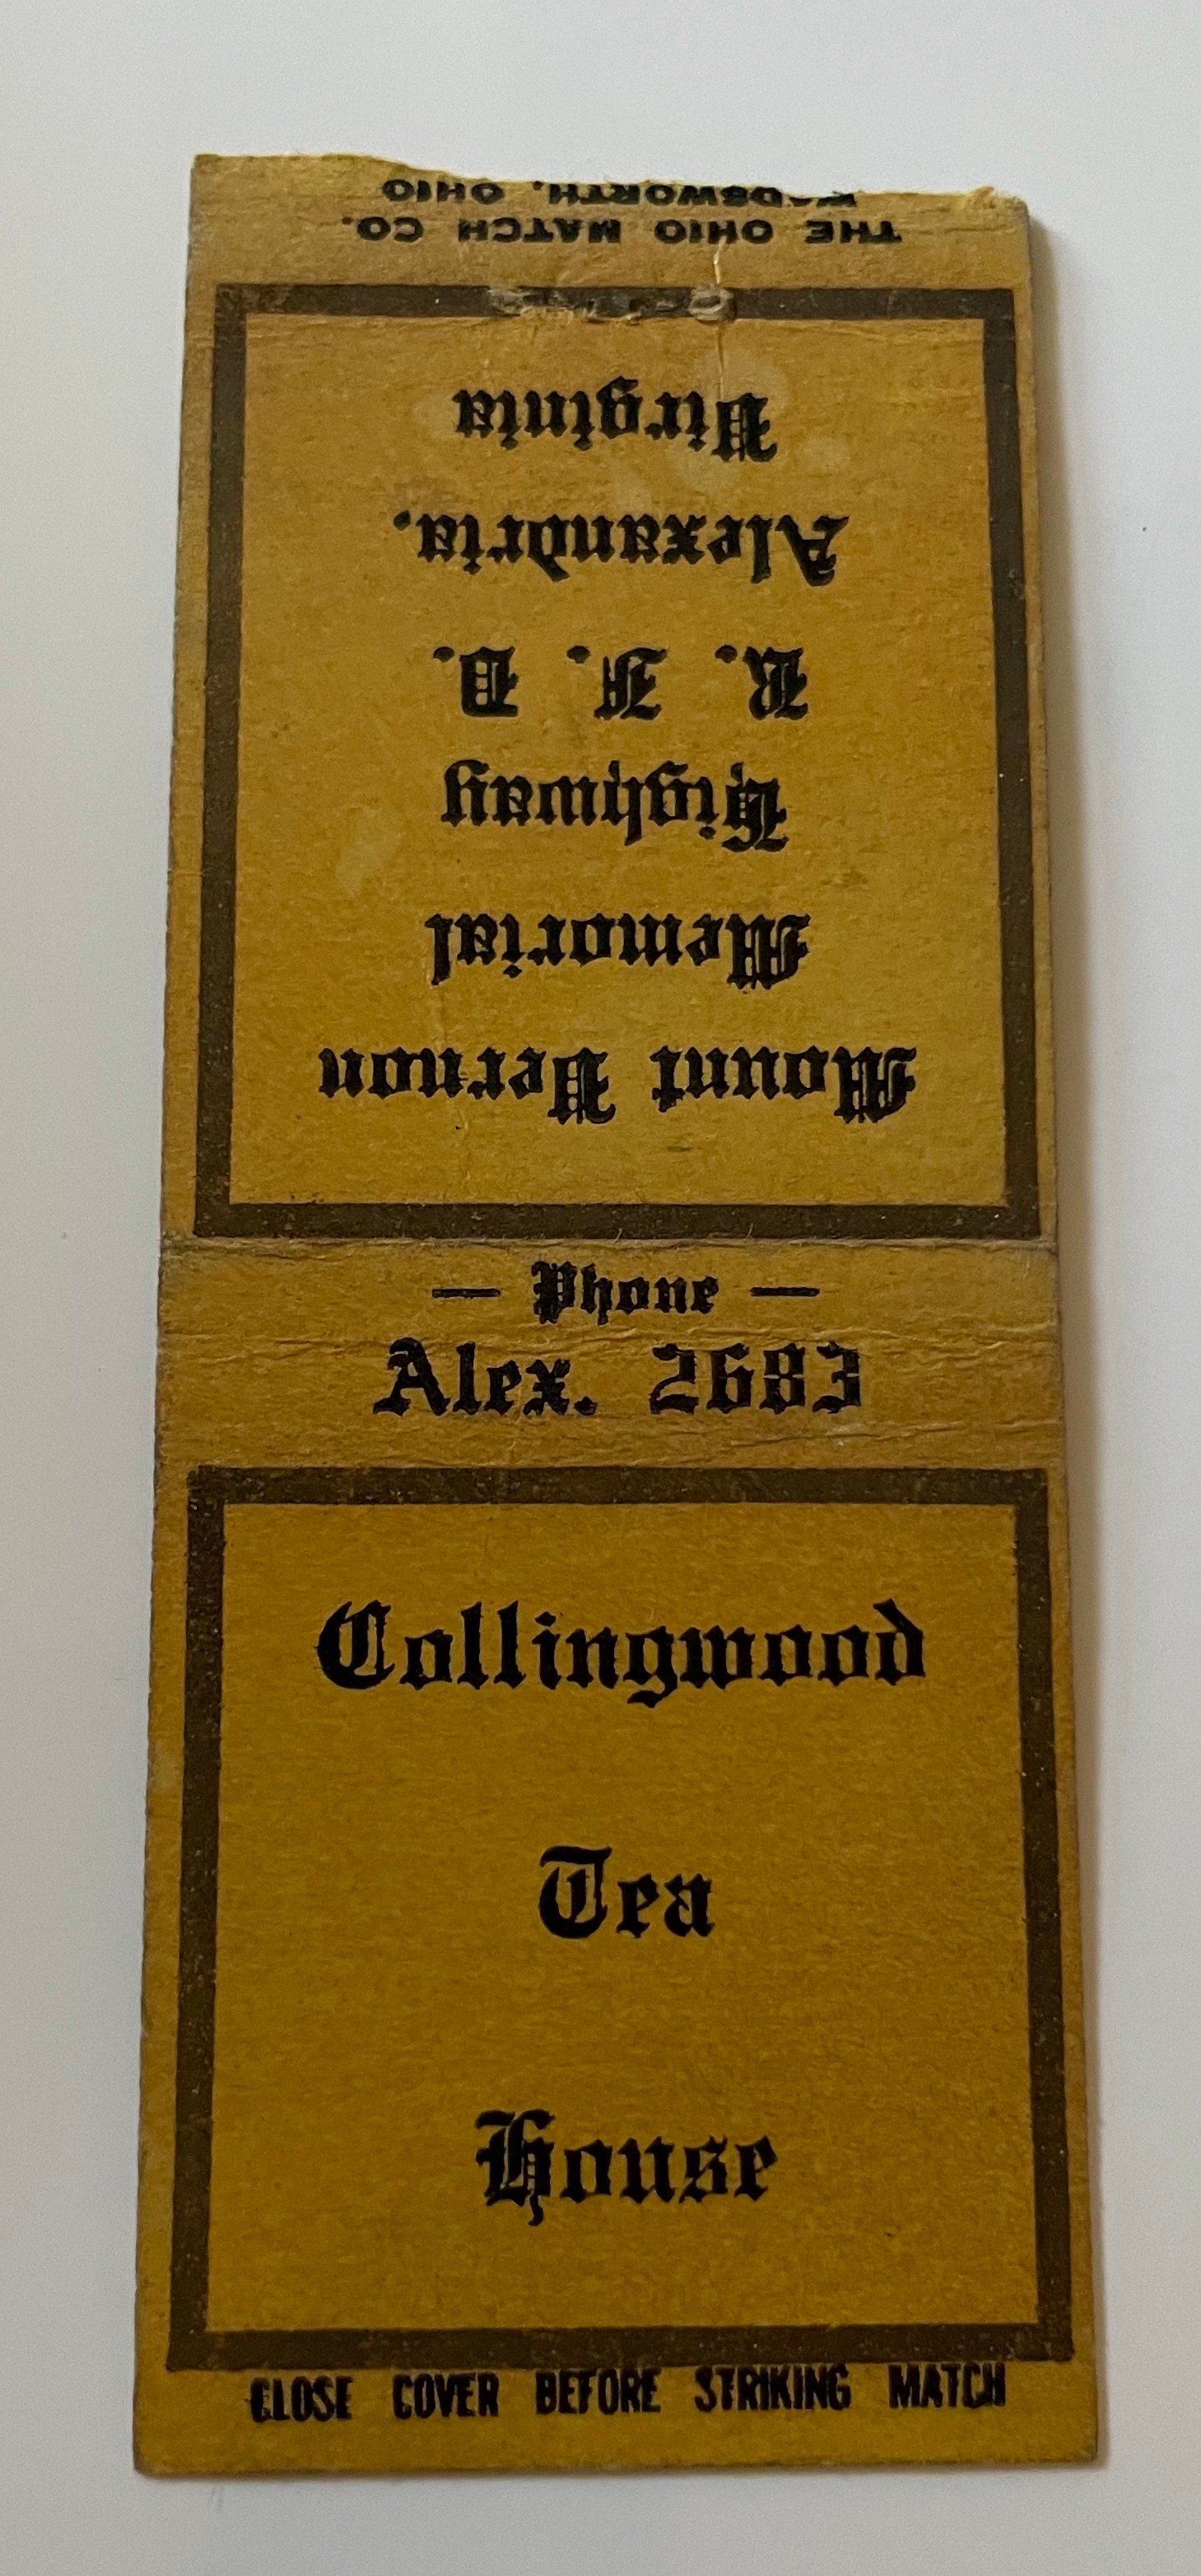 Collingwood
Tea
House
CLOSE COVER BEFORE STRIKING MATCH
— Phone —
Alex. 2683
Mount Vernon
Memorial
Highway
R. F. D.
Alexandria.
Virginia
THE OHIO MATCH CO.
WADSWORTH, OHIO